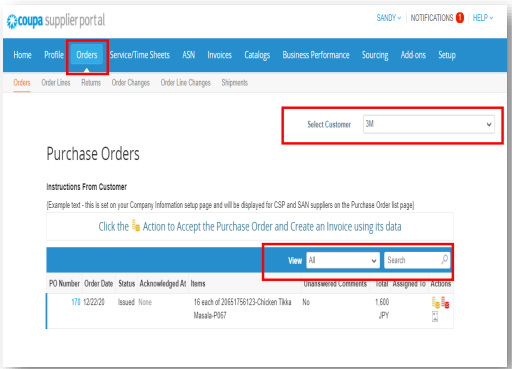 coupa supplier portal
SANDY NOTIFICATIONS 1 HELP
Home Profile Orders Service/Time Sheets ASN Invoices Catalogs Business Performance Sourcing Add-ons Setup
Orders Order Lines Returns Order Changes Order Line Changes Shipments
Select Customer 3M
Purchase Orders
Instructions From Customer
[Example text - this is set on your Company Information setup page and will be displayed for CSP and SAN suppliers on the Purchase Order list page]
Click the Action to Accept the Purchase Order and Create an Invoice using its data
View All Search
PO Number Order Date Status Acknowledged At Items Unanswered Comments Total Assigned To Actions
178 12/22/20 Issued None 16 each of 20651756123-Chicken Tikka No 1,600
Masala-P067 JPY